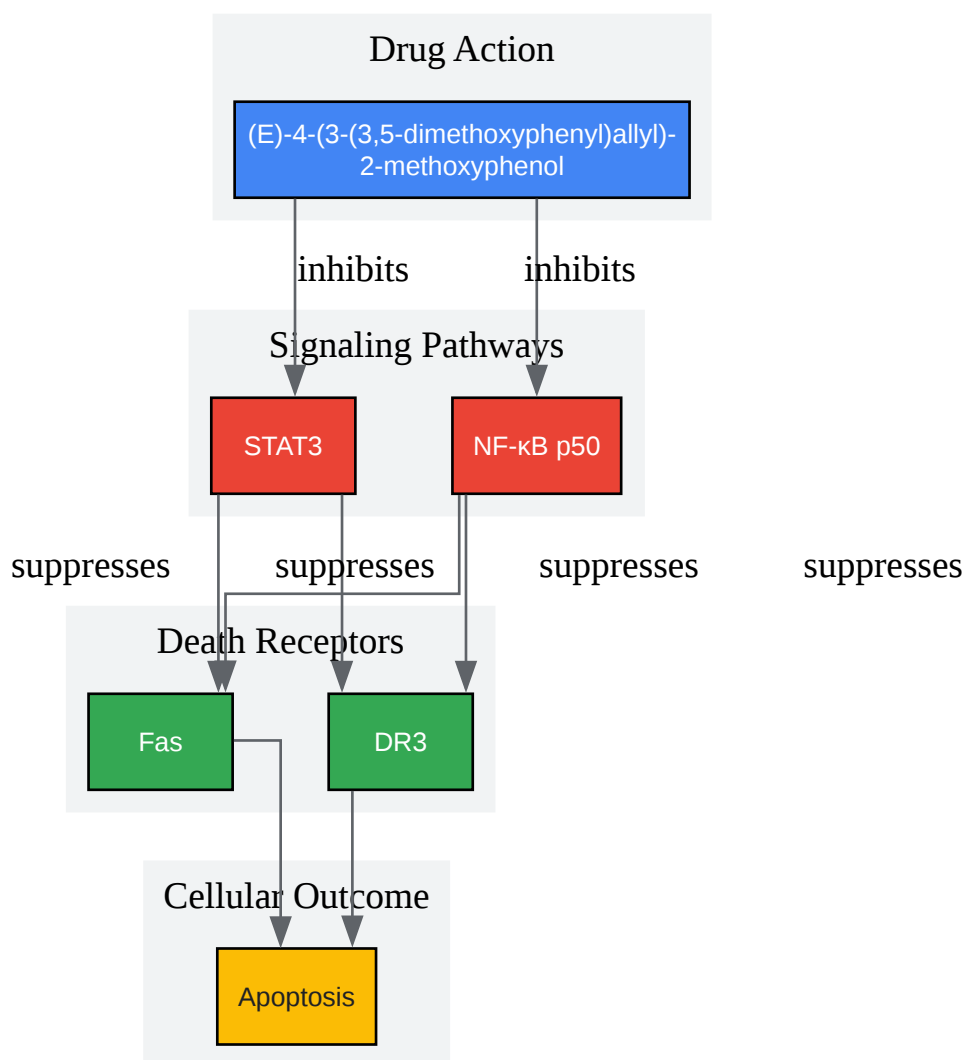 Drug Action
(E)-4-(3-(3,5-dimethoxyphenyl)allyl)-
2-methoxyphenol
inhibits
inhibits
Signaling Pathways
STAT3
NF-κB p50
suppresses
suppresses
suppresses
suppresses
Death Receptors
Fas
DR3
Cellular Outcome
Apoptosis